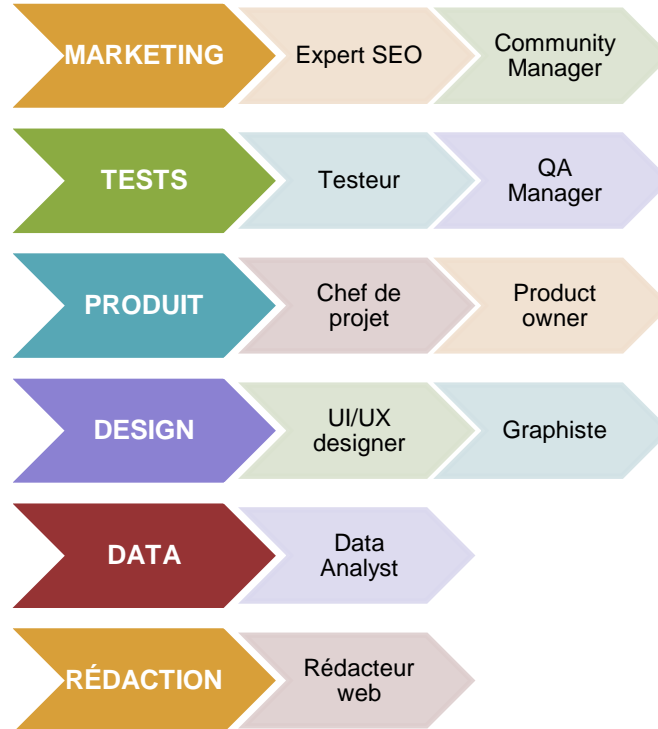 MARKETING
Expert SEO
Community
Manager
TESTS
Testeur
QA
Manager
PRODUIT
Chef de
projet
Product
owner
DESIGN
UI/UX
designer
Graphiste
DATA
Data
Analyst
RÉDACTION
Rédacteur
web